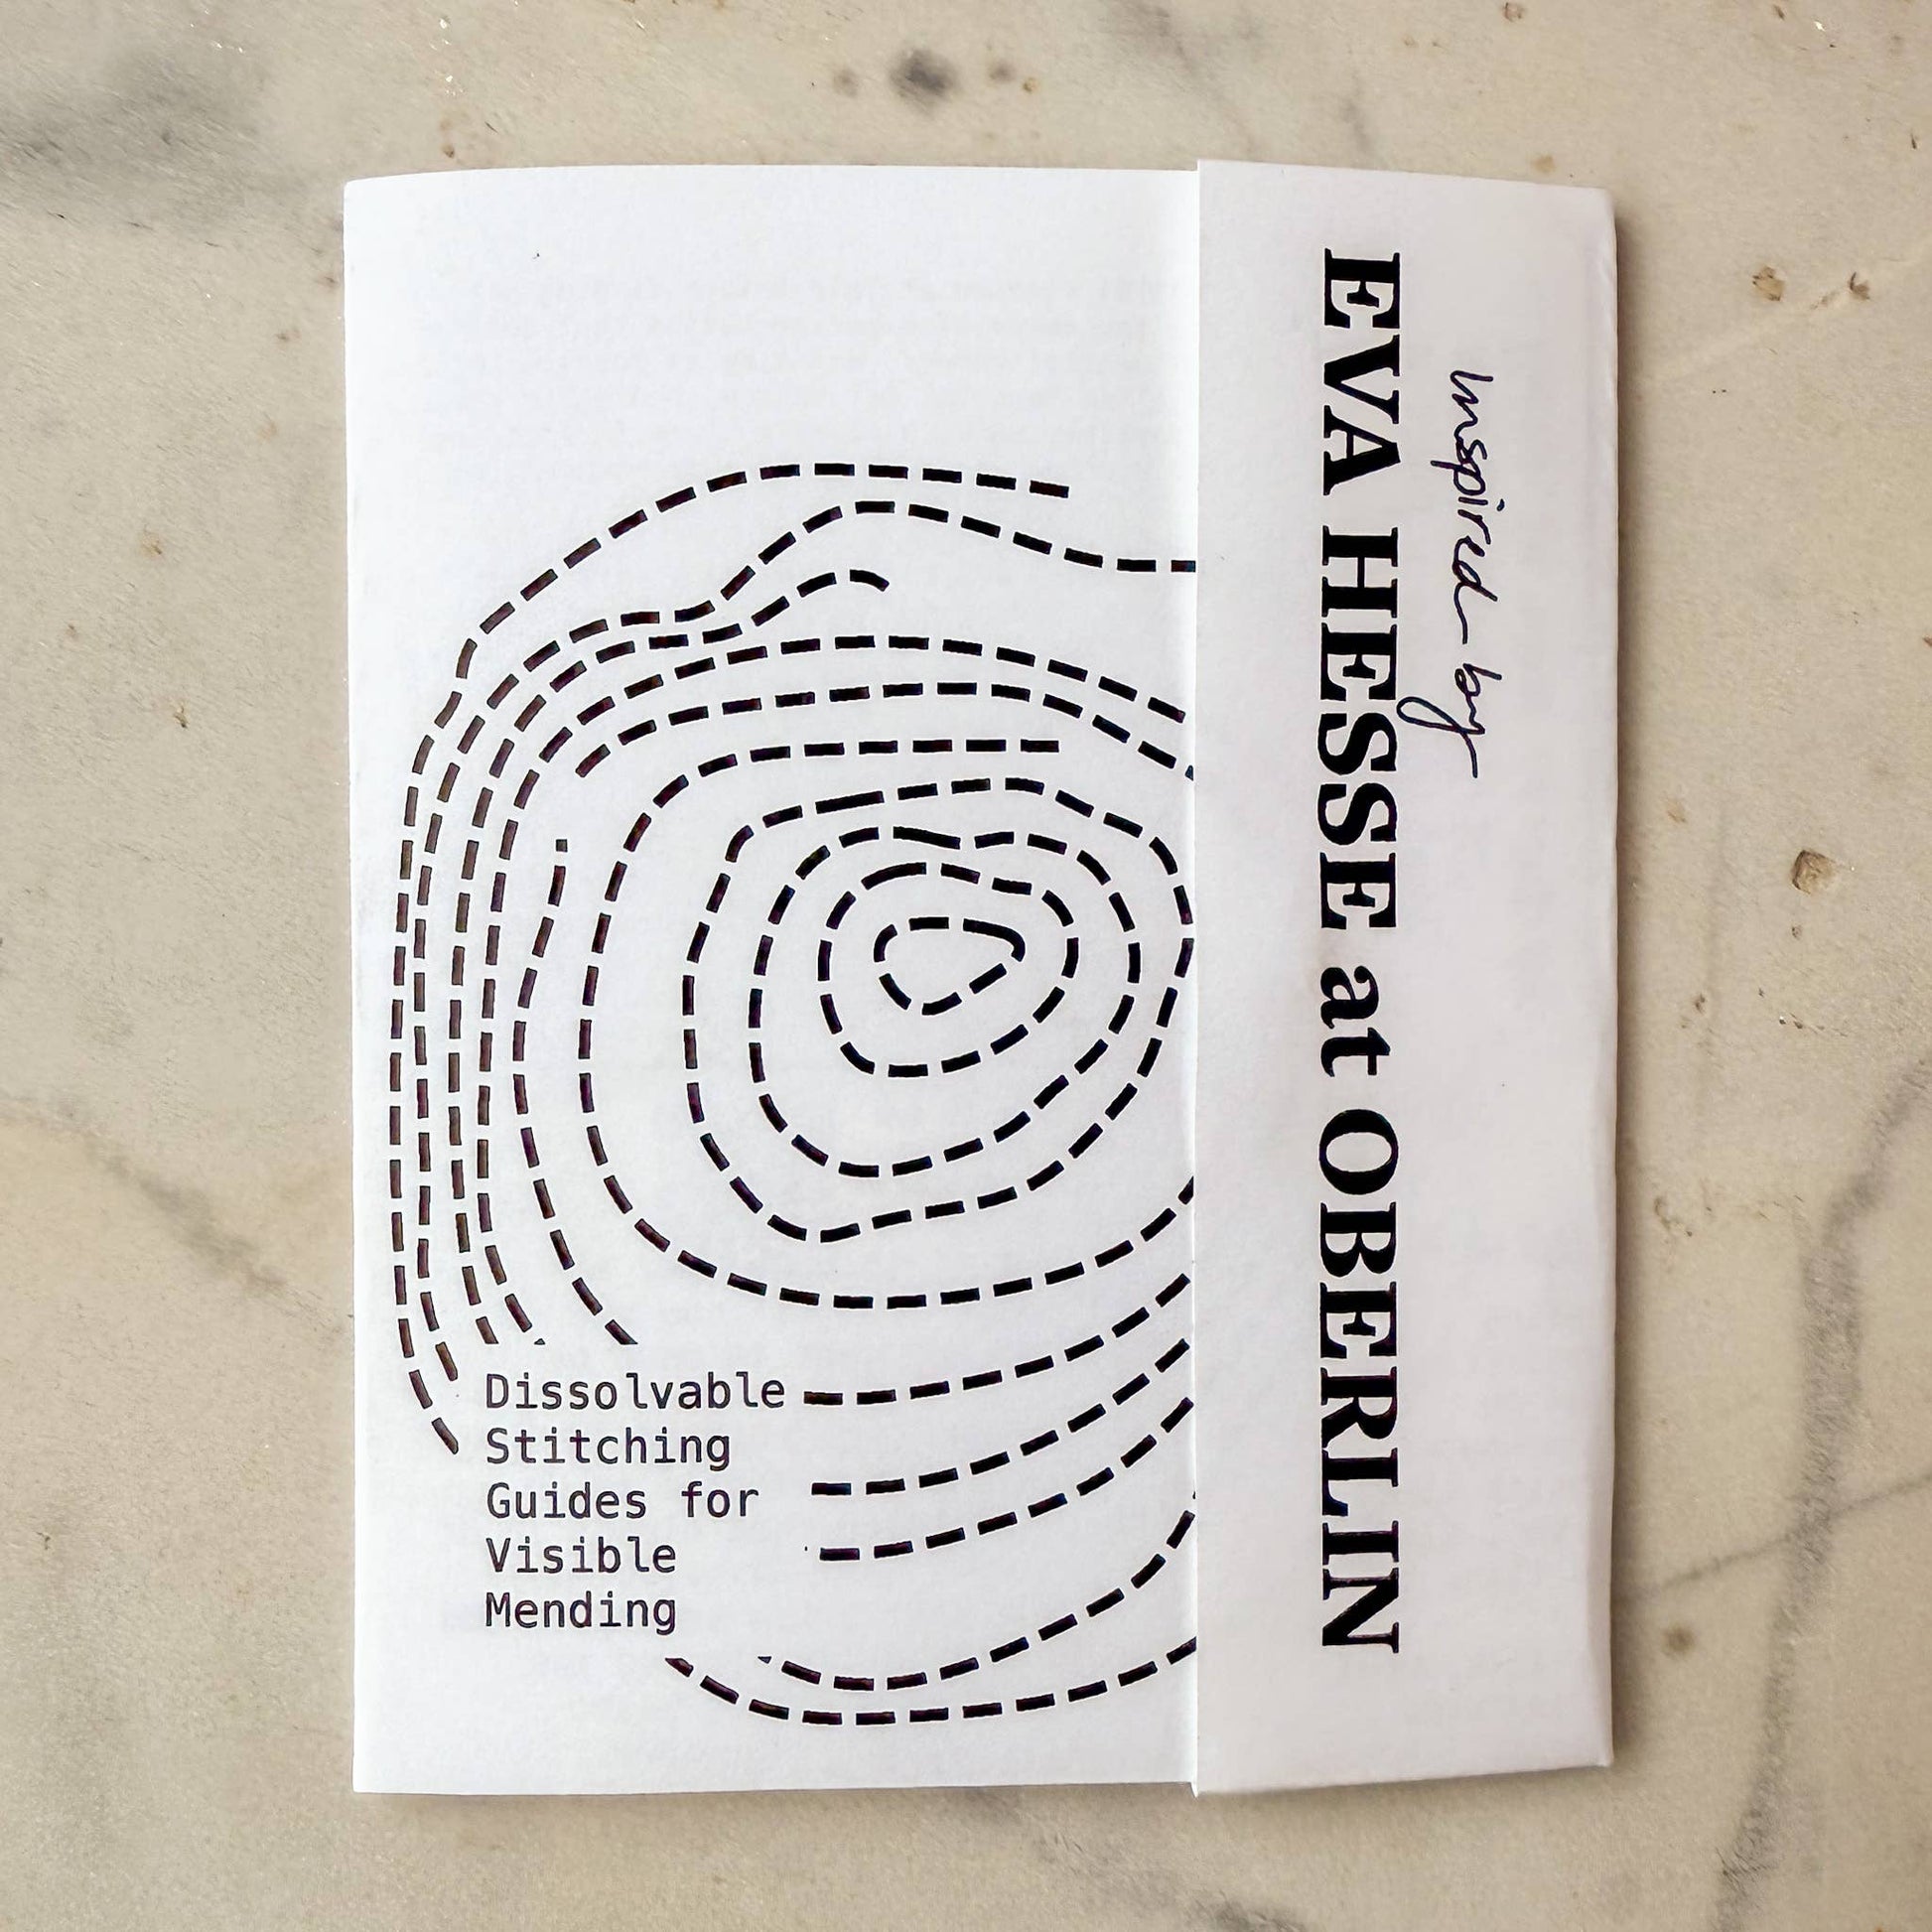 Dissolvable
Stitching
Guides for
Visible
Mending
Inspired by
EVA HESSE at OBERLIN